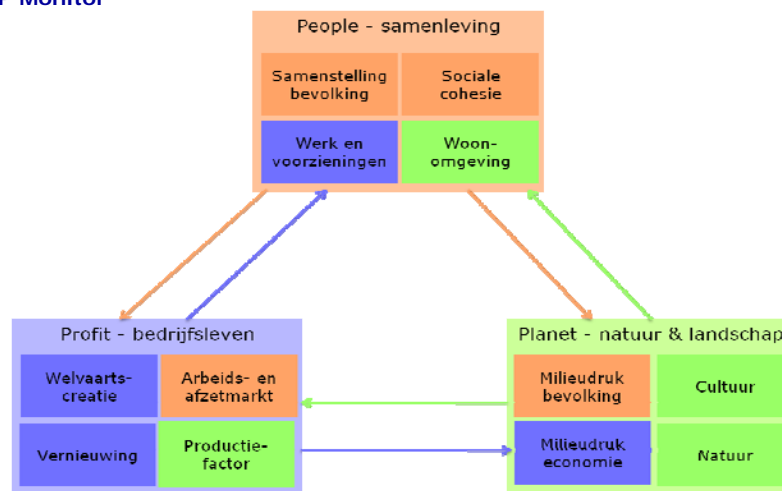 Monitor
People - samenleving
Samenstelling
bevolking
Sociale
cohesie
Werk en
voorzieningen
Woon-
omgeving
Profit - bedrijfsleven
Welvaarts-
creatie
Arbeids- en
afzetmarkt
Vernieuwing
Productie-
factor
Planet - natuur & landschap
Milieudruk
bevolking
Cultuur
Milieudruk
economie
Natuur